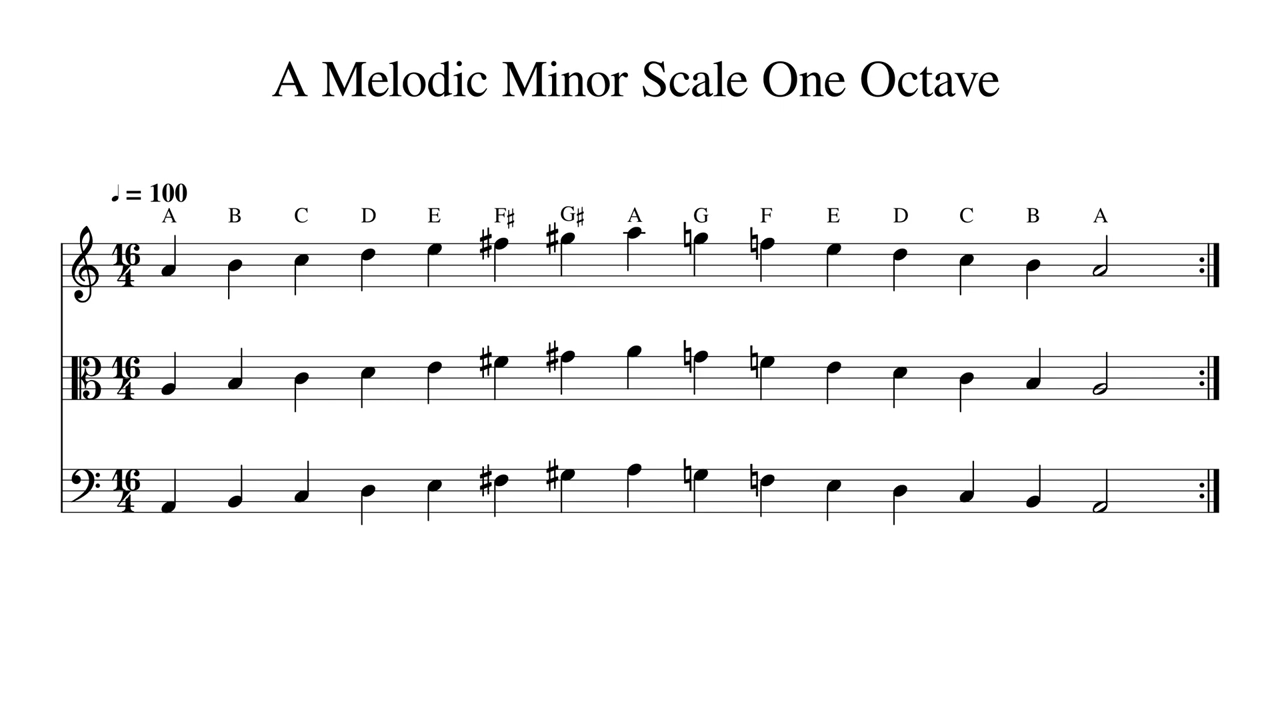 A Melodic Minor Scale One Octave
♩ = 100
A B C D E F♯ G♯ A G F E D C B A
16
4
16
4
16
4